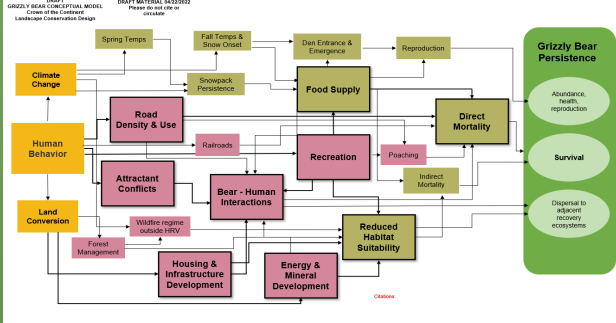 DRAFT
GRIZZLY BEAR CONCEPTUAL MODEL
Crown of the Continent
Landscape Conservation Design
DRAFT MATERIAL 04/22/2022
Please do not cite or
circulate
Spring Temps
Fall Temps &
Snow Onset
Den Entrance &
Emergence
Reproduction
Grizzly Bear
Persistence
Climate
Change
Snowpack
Persistence
Food Supply
Abundance,
health,
reproduction
Road
Density & Use
Direct
Mortality
Human
Behavior
Railroads
Recreation
Poaching
Survival
Attractant
Conflicts
Bear - Human
Interactions
Indirect
Mortality
Land
Conversion
Wildfire regime
outside HRV
Forest
Management
Reduced
Habitat
Suitability
Dispersal to
adjacent
recovery
ecosystems
Housing &
Infrastructure
Development
Energy &
Mineral
Development
Citations: